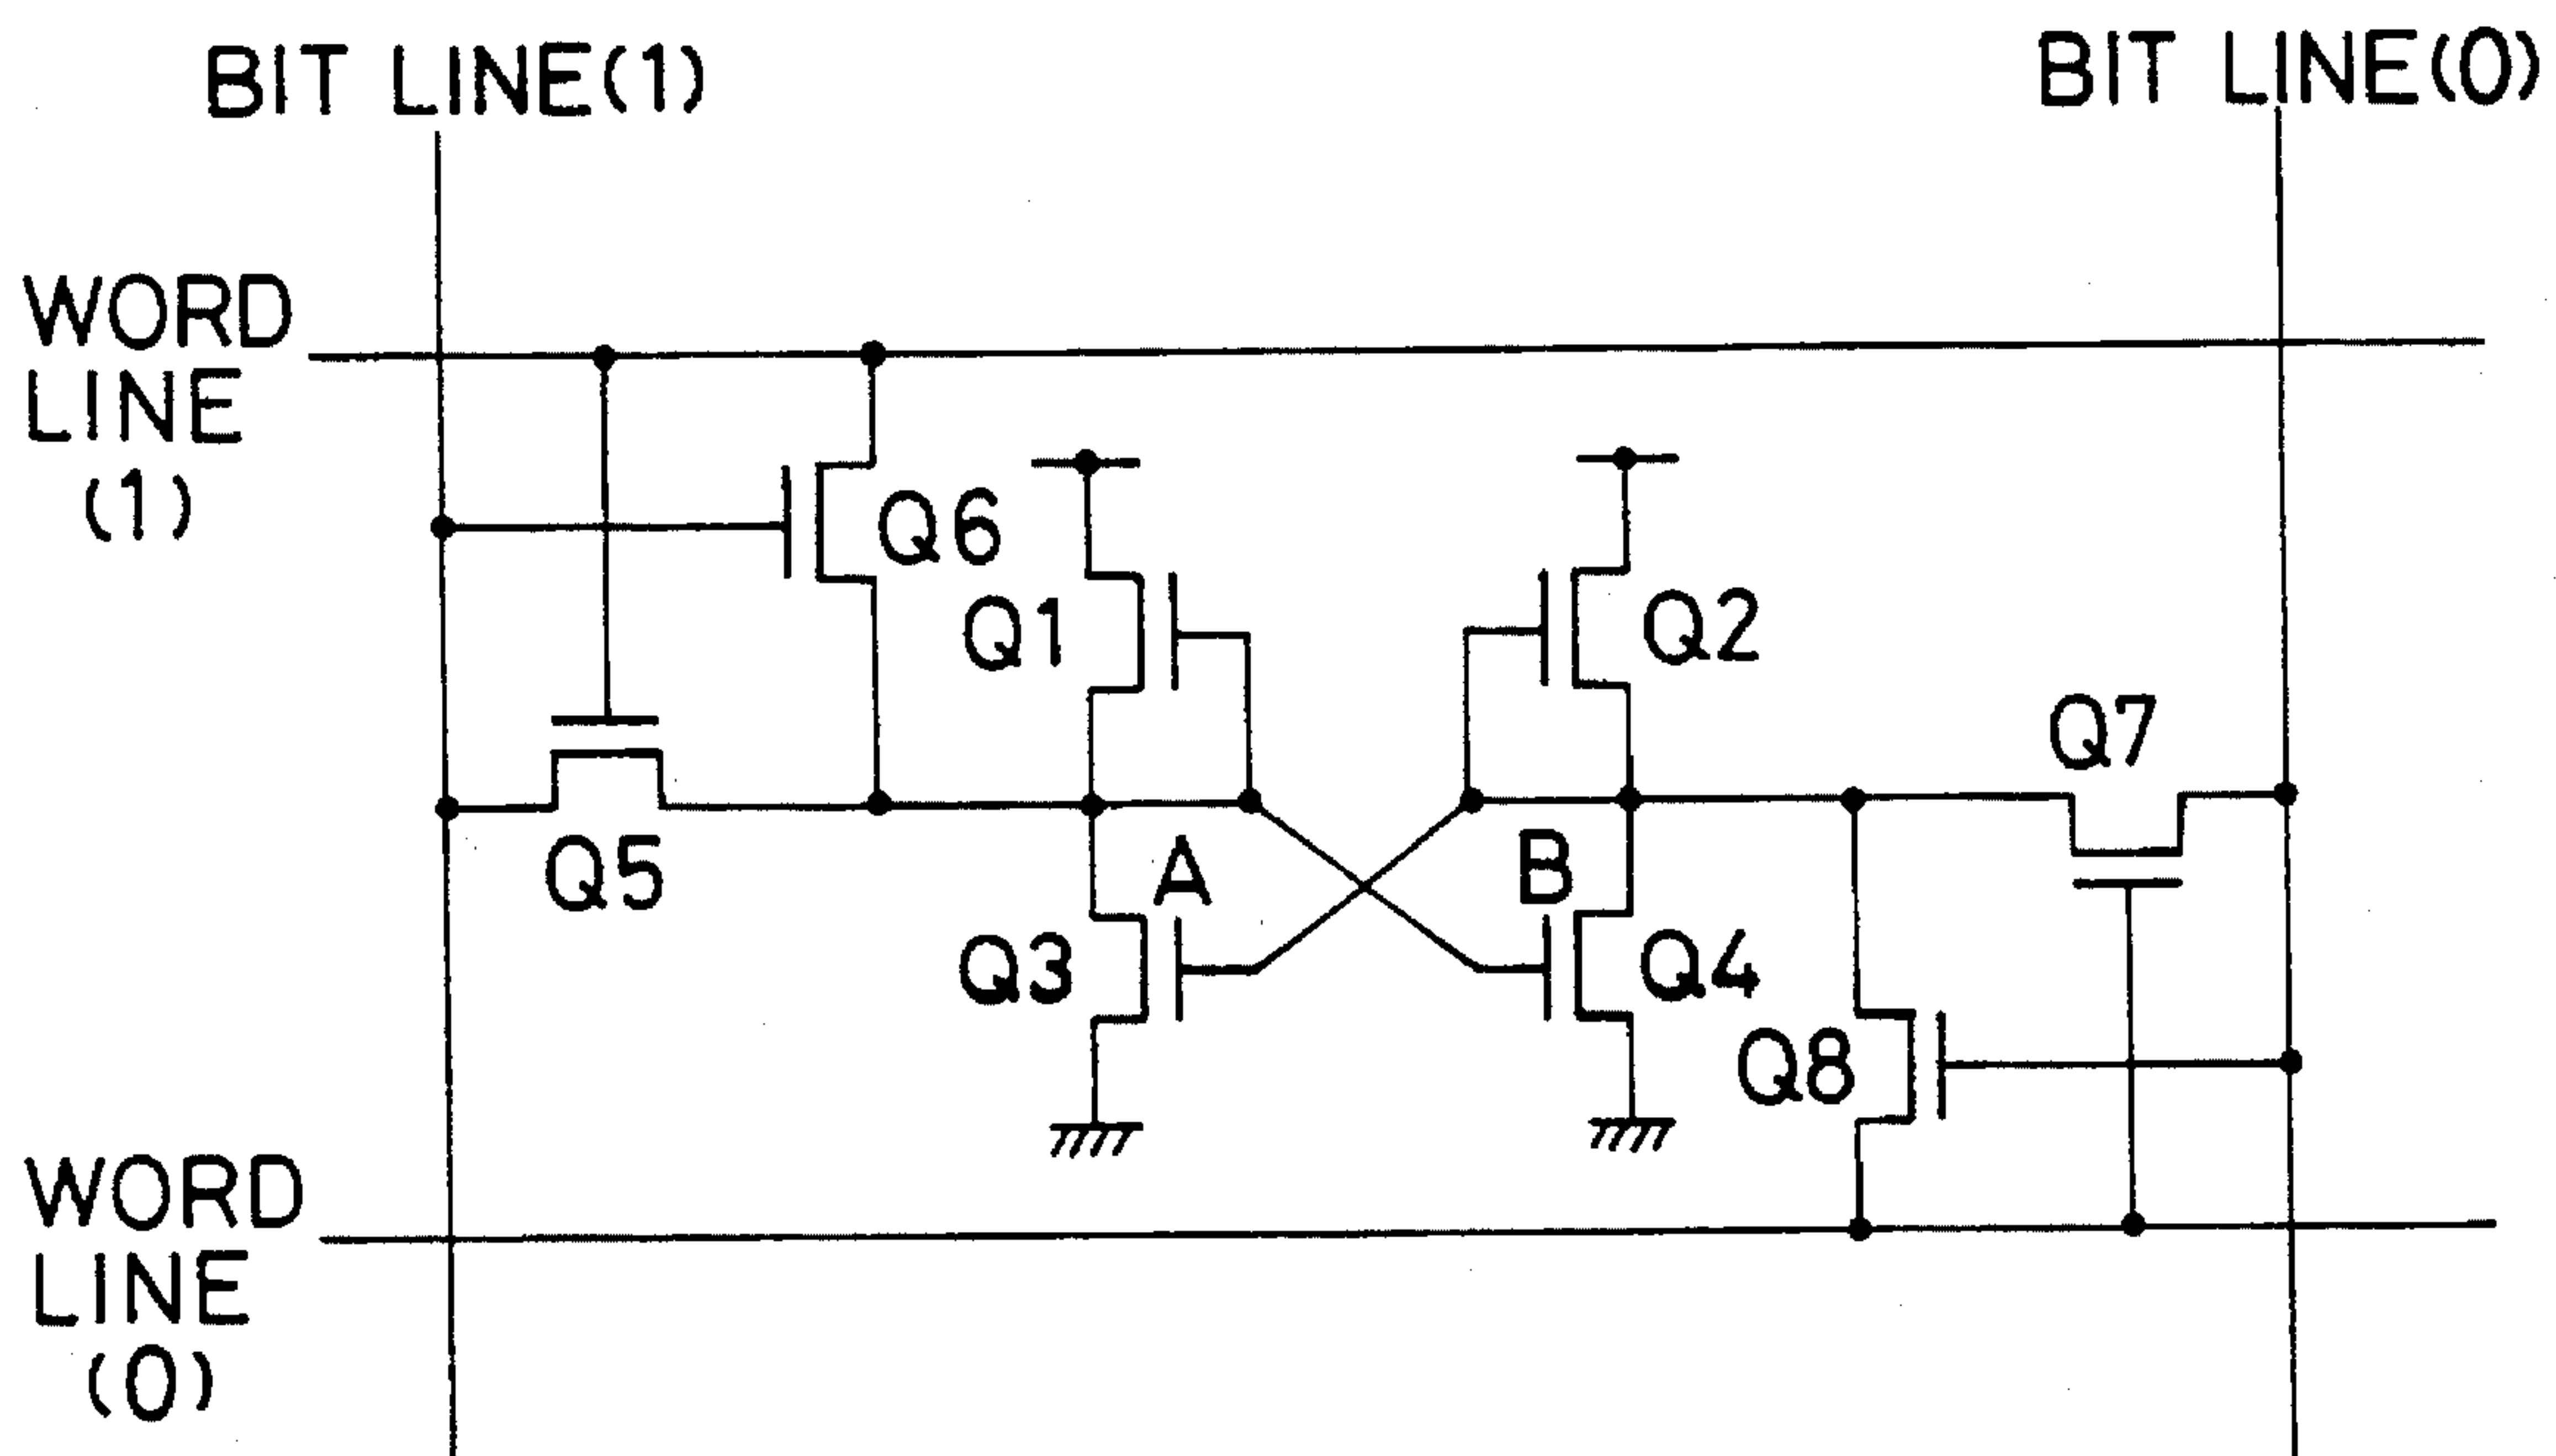 BIT LINE(1)
BIT LINE(0)
WORD
LINE
(1)
Q6
Q1
Q2
Q7
Q5
A
B
Q3
Q4
Q8
WORD
LINE
(0)